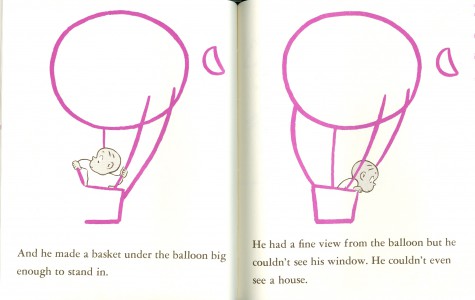 And he made a basket under the balloon big
enough to stand in.
He had a fine view from the balloon but he
couldn't see his window. He couldn't even
see a house.